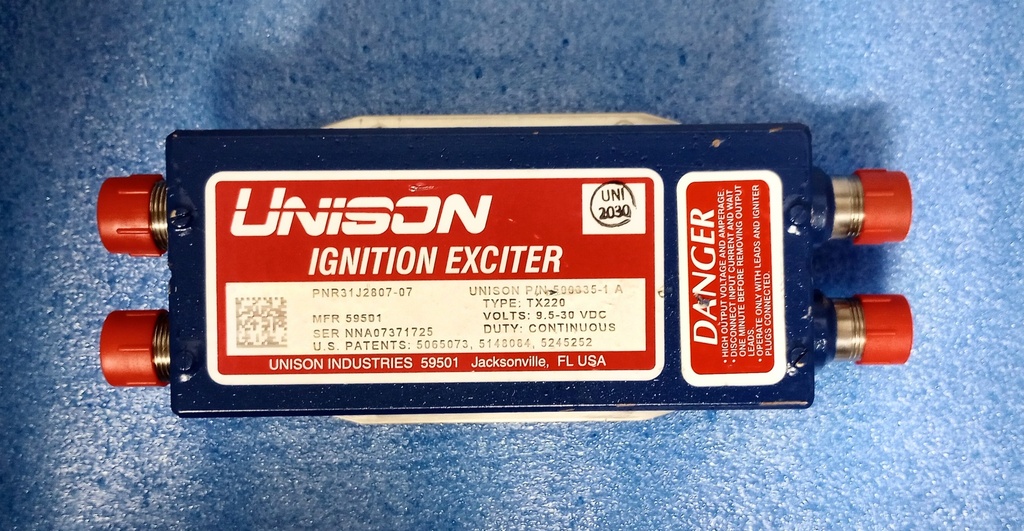 UNISON
UNI
2030
IGNITION EXCITER
PNR31J2807-07
UNISON P/N 500035-1 A
TYPE: TX220
MFR 59501
VOLTS: 9.5-30 VDC
SER NNA07371725
DUTY: CONTINUOUS
U.S. PATENTS: 5065073, 5148084, 5245252
UNISON INDUSTRIES 59501 Jacksonville, FL USA
DANGER
• HIGH OUTPUT VOLTAGE AND AMPERAGE.
• DISCONNECT INPUT CURRENT AND WAIT
ONE MINUTE BEFORE REMOVING OUTPUT
LEADS.
• OPERATE ONLY WITH LEADS AND IGNITER
PLUGS CONNECTED.